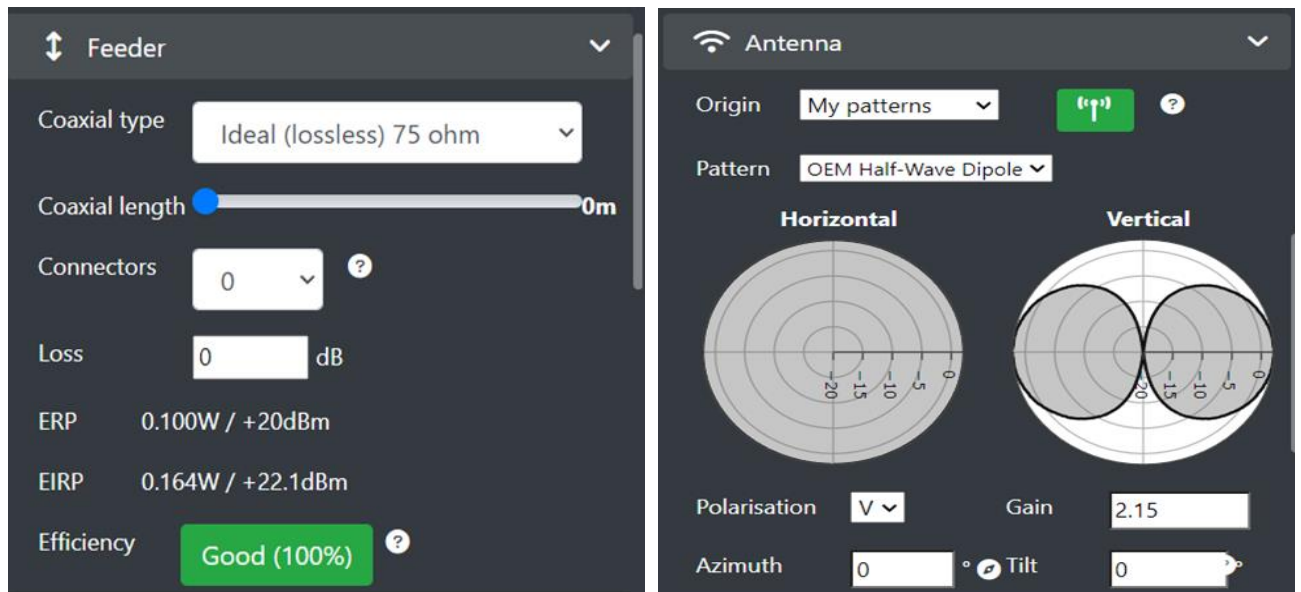 Feeder
Coaxial type Ideal (lossless) 75 ohm
Coaxial length 0m
Connectors 0 ?
Loss 0 dB
ERP 0.100W / +20dBm
EIRP 0.164W / +22.1dBm
Efficiency Good (100%) ?
Antenna
Origin My patterns ?
Pattern OEM Half-Wave Dipole
Horizontal Vertical
-20 -15 -10 -5 0 -20 -15 -10 -5 0
Polarisation V Gain 2.15
Azimuth 0 ° Tilt 0 °